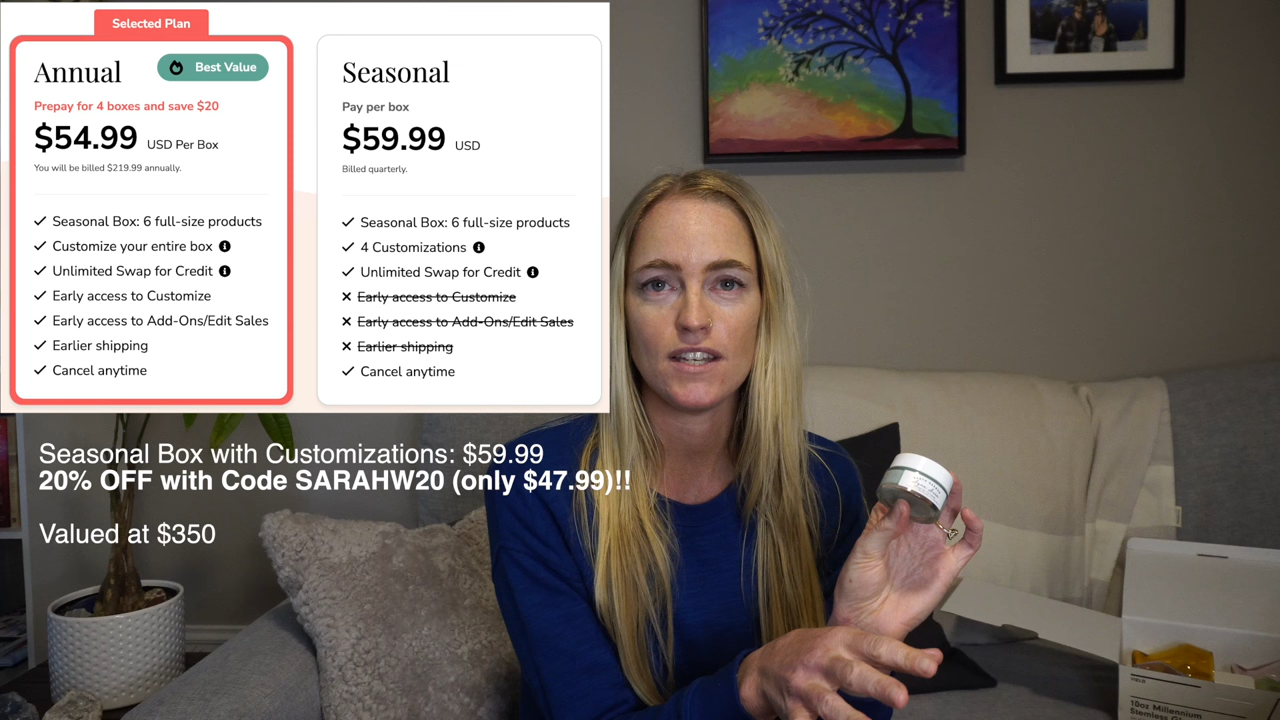 Selected Plan
Annual
Best Value
Prepay for 4 boxes and save $20
$54.99 USD Per Box
You will be billed $219.99 annually.
Seasonal Box: 6 full-size products
Customize your entire box
Unlimited Swap for Credit
Early access to Customize
Early access to Add-Ons/Edit Sales
Earlier shipping
Cancel anytime
Seasonal
Pay per box
$59.99 USD
Billed quarterly.
Seasonal Box: 6 full-size products
4 Customizations
Unlimited Swap for Credit
Early access to Customize
Early access to Add-Ons/Edit Sales
Earlier shipping
Cancel anytime
Seasonal Box with Customizations: $59.99
20% OFF with Code SARAHW20 (only $47.99)!!
Valued at $350
10oz Millennium
Stemless